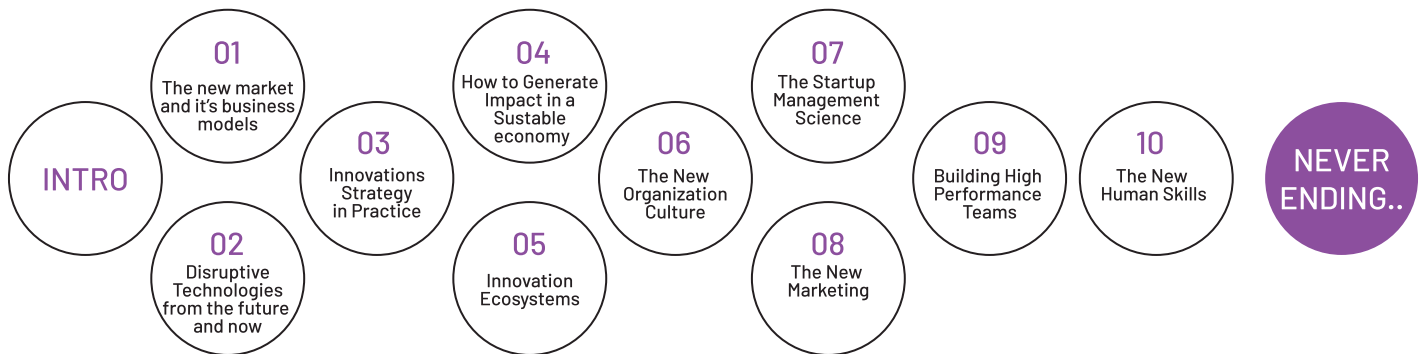 INTRO
01
The new market
and it's business
models
02
Disruptive
Technologies
from the future
and now
03
Innovations
Strategy
in Practice
04
How to Generate
Impact in a
Sustable
economy
05
Innovation
Ecosystems
06
The New
Organization
Culture
07
The Startup
Management
Science
08
The New
Marketing
09
Building High
Performance
Teams
10
The New
Human Skills
NEVER
ENDING..